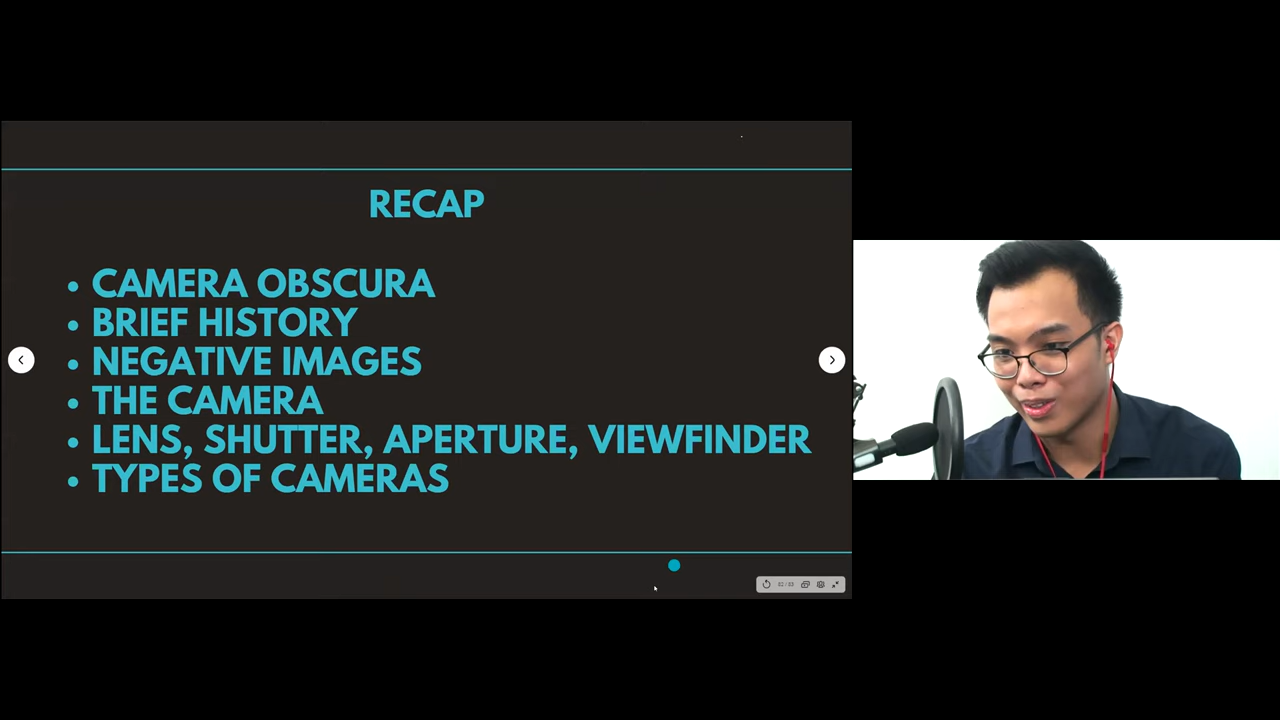 RECAP
• CAMERA OBSCURA
• BRIEF HISTORY
• NEGATIVE IMAGES
• THE CAMERA
• LENS, SHUTTER, APERTURE, VIEWFINDER
• TYPES OF CAMERAS